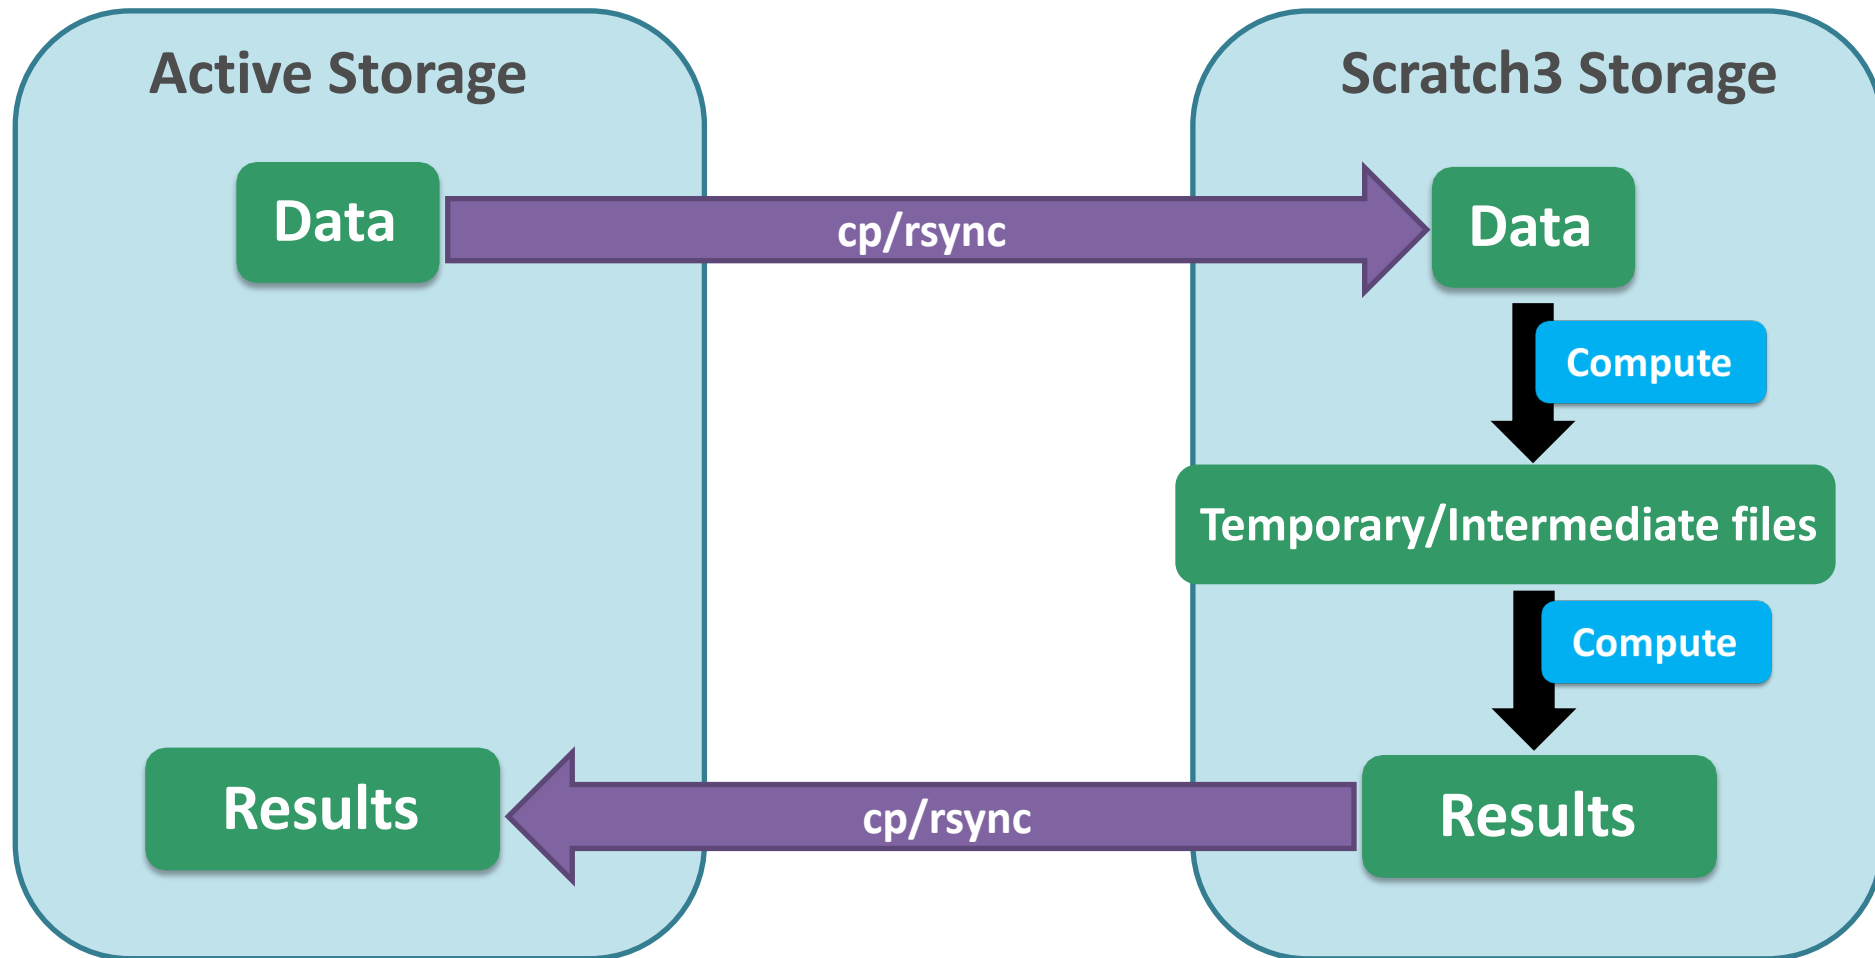 Active Storage
Scratch3 Storage
Data
cp/rsync
Data
Compute
Temporary/Intermediate files
Compute
Results
cp/rsync
Results